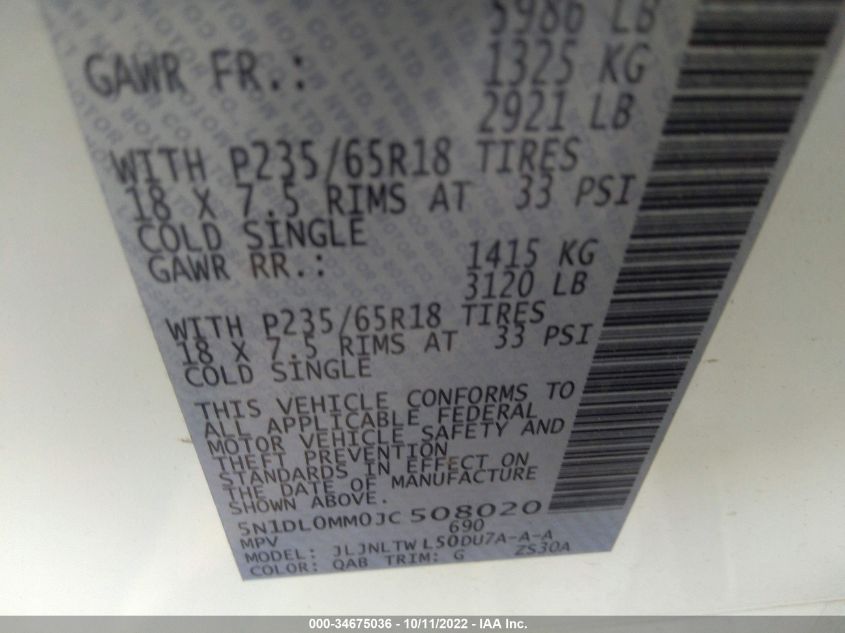 5986 LB
GAWR FR.: 1325 KG
2921 LB
WITH P235/65R18 TIRES
18 X 7.5 RIMS AT 33 PSI
COLD SINGLE
GAWR RR.: 1415 KG
3120 LB
WITH P235/65R18 TIRES
18 X 7.5 RIMS AT 33 PSI
COLD SINGLE
THIS VEHICLE CONFORMS TO
ALL APPLICABLE FEDERAL
MOTOR VEHICLE SAFETY AND
THEFT PREVENTION
STANDARDS IN EFFECT ON
THE DATE OF MANUFACTURE
SHOWN ABOVE.
5N1DL0MM0JC508020
MPV 690
MODEL: JLJNLTWL50DU7A-A-A
COLOR: QAB TRIM: G ZS30A
000-34675036 - 10/11/2022 - IAA Inc.